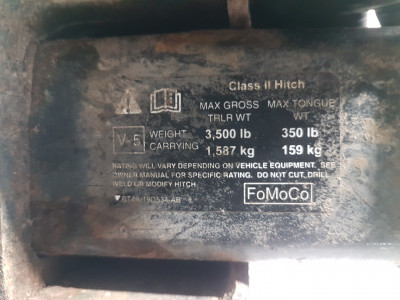 Class II Hitch
MAX GROSS MAX TONGUE
TRLR WT WT
V-5 WEIGHT 3,500 lb 350 lb
CARRYING 1,587 kg 159 kg
RATING WILL VARY DEPENDING ON VEHICLE EQUIPMENT. SEE
OWNER MANUAL FOR SPECIFIC RATING. DO NOT CUT, DRILL
WELD OR MODIFY HITCH.
FoMoCo